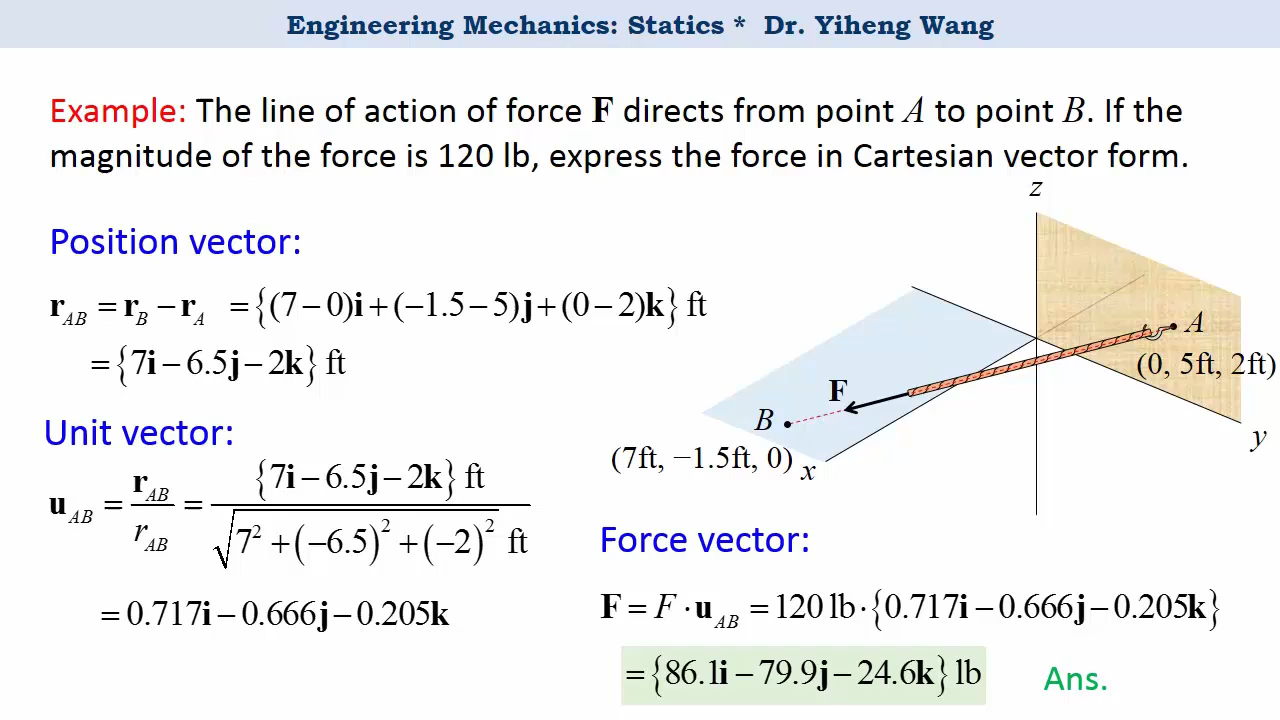 Engineering Mechanics: Statics * Dr. Yiheng Wang
Example: The line of action of force F directs from point A to point B. If the
magnitude of the force is 120 lb, express the force in Cartesian vector form.
Position vector:
r_AB = r_B − r_A = {(7 − 0)i + (−1.5 − 5)j + (0 − 2)k} ft
= {7i − 6.5j − 2k} ft
Unit vector:
u_AB = r_AB / r_AB = {7i − 6.5j − 2k} ft / √(7² + (−6.5)² + (−2)²) ft
= 0.717i − 0.666j − 0.205k
z
A
(0, 5ft, 2ft)
F
B
(7ft, −1.5ft, 0)
x
y
Force vector:
F = F · u_AB = 120 lb · {0.717i − 0.666j − 0.205k}
= {86.1i − 79.9j − 24.6k} lb
Ans.